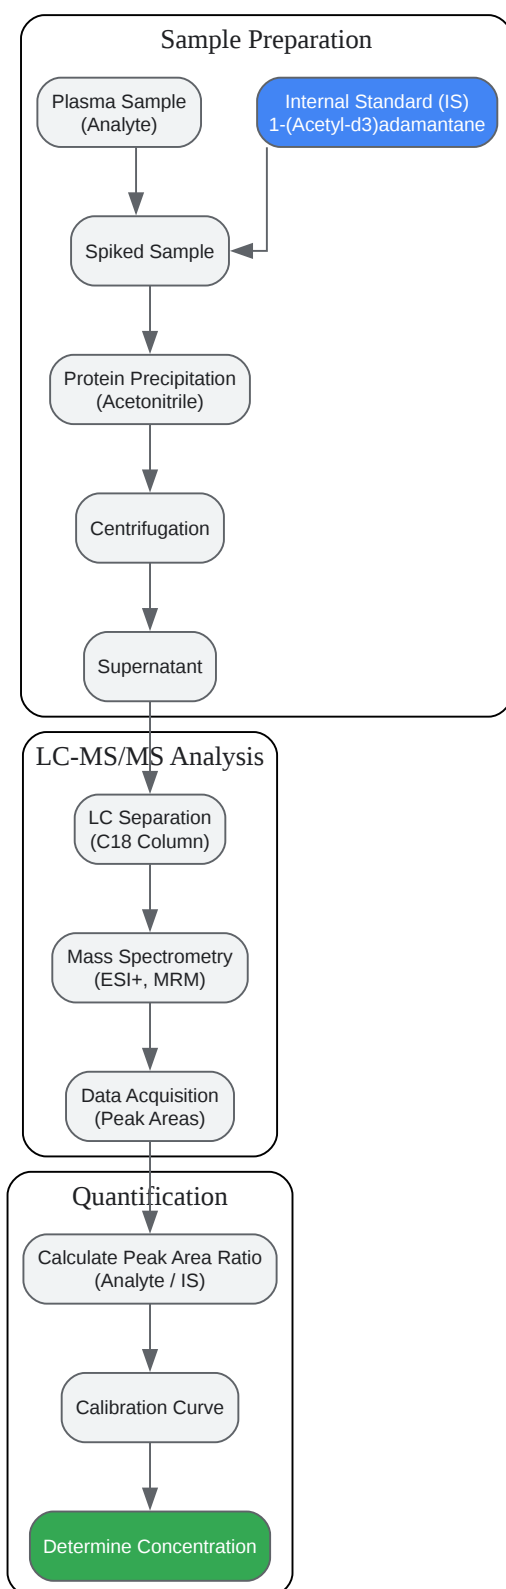 Sample Preparation
Plasma Sample
(Analyte)
Internal Standard (IS)
1-(Acetyl-d3)adamantane
Spiked Sample
Protein Precipitation
(Acetonitrile)
Centrifugation
Supernatant
LC-MS/MS Analysis
LC Separation
(C18 Column)
Mass Spectrometry
(ESI+, MRM)
Data Acquisition
(Peak Areas)
Quantification
Calculate Peak Area Ratio
(Analyte / IS)
Calibration Curve
Determine Concentration